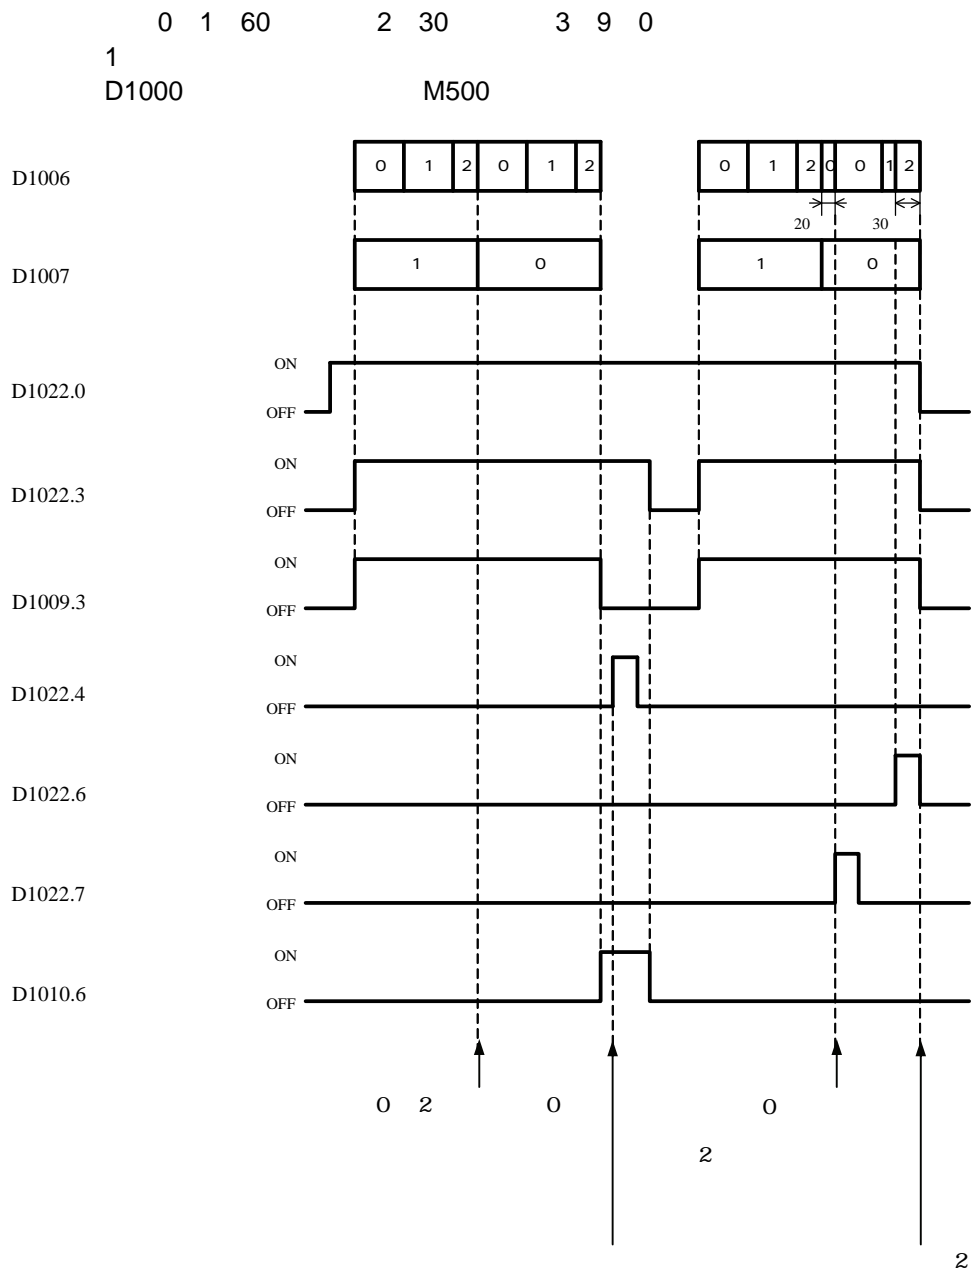 0 1 60 2 30 3 9 0
1
D1000 M500
D1006 0 1 2 0 1 2 0 1 2 0 0 1 2
20 30
D1007 1 0 1 0
ON
D1022.0
OFF
ON
D1022.3
OFF
ON
D1009.3
OFF
ON
D1022.4
OFF
ON
D1022.6
OFF
ON
D1022.7
OFF
ON
D1010.6
OFF
0 2 0 0
2
2